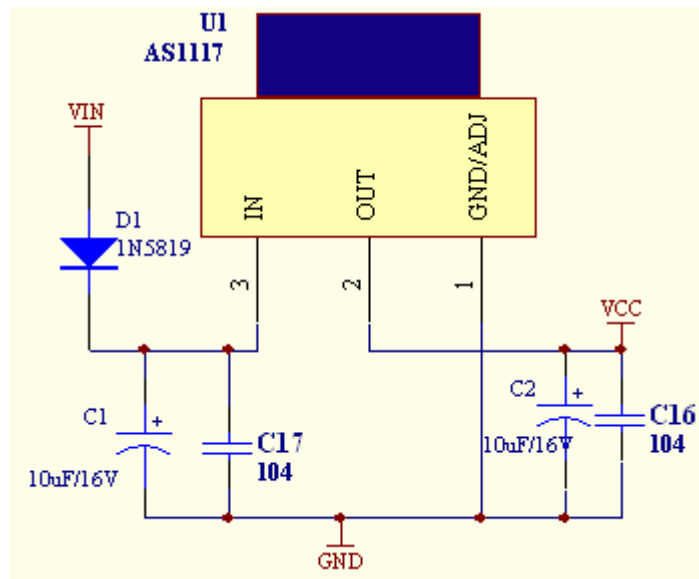 U1
AS1117
VIN
IN
OUT
GND/ADJ
D1
1N5819
3
2
1
VCC
C1
+
10uF/16V
C17
104
C2
+
10uF/16V
C16
104
GND